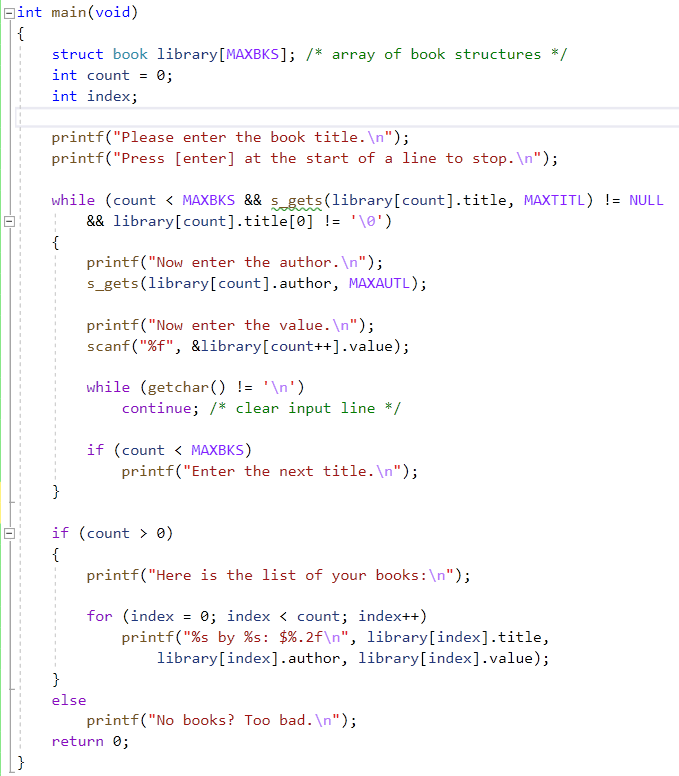 int main(void)
{
    struct book library[MAXBKS]; /* array of book structures */
    int count = 0;
    int index;

    printf("Please enter the book title.\n");
    printf("Press [enter] at the start of a line to stop.\n");

    while (count < MAXBKS && s_gets(library[count].title, MAXTITL) != NULL
        && library[count].title[0] != '\0')
    {
        printf("Now enter the author.\n");
        s_gets(library[count].author, MAXAUTL);

        printf("Now enter the value.\n");
        scanf("%f", &library[count++].value);

        while (getchar() != '\n')
            continue; /* clear input line */

        if (count < MAXBKS)
            printf("Enter the next title.\n");
    }

    if (count > 0)
    {
        printf("Here is the list of your books:\n");

        for (index = 0; index < count; index++)
            printf("%s by %s: $%.2f\n", library[index].title,
                library[index].author, library[index].value);
    }
    else
        printf("No books? Too bad.\n");
    return 0;
}